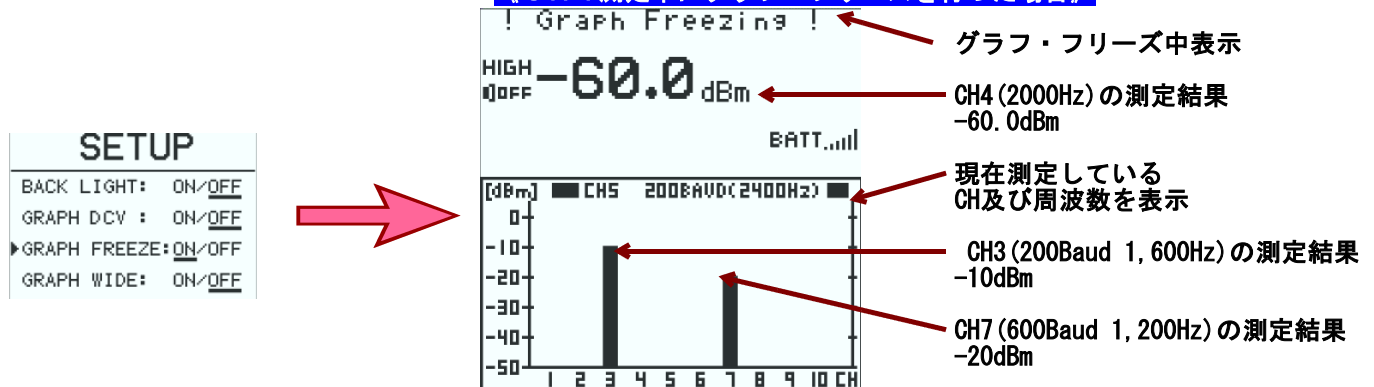 ! Graph Freezing !
グラフ・フリーズ中表示
HIGH
OFF
-60.0 dBm
CH4(2000Hz)の測定結果
-60.0dBm
BATT
SETUP
BACK LIGHT: ON/OFF
GRAPH DCV : ON/OFF
▶GRAPH FREEZE:ON/OFF
GRAPH WIDE: ON/OFF
現在測定している
CH及び周波数を表示
[dBm] CH5 200BAUD(2400Hz)
0
-10
-20
-30
-40
-50
1 2 3 4 5 6 7 8 9 10 CH
CH3(200Baud 1,600Hz)の測定結果
-10dBm
CH7(600Baud 1,200Hz)の測定結果
-20dBm